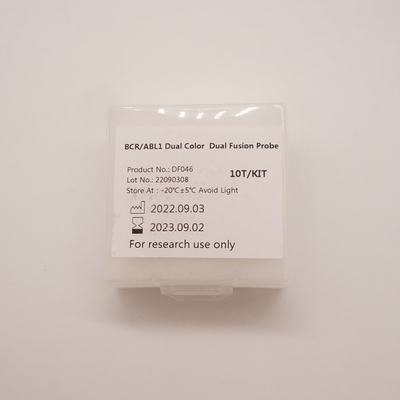 BCR/ABL1 Dual Color Dual Fusion Probe
Product No.: DF046
10T/KIT
Lot No.: 22090308
Store At : -20℃±5℃ Avoid Light
2022.09.03
2023.09.02
For research use only